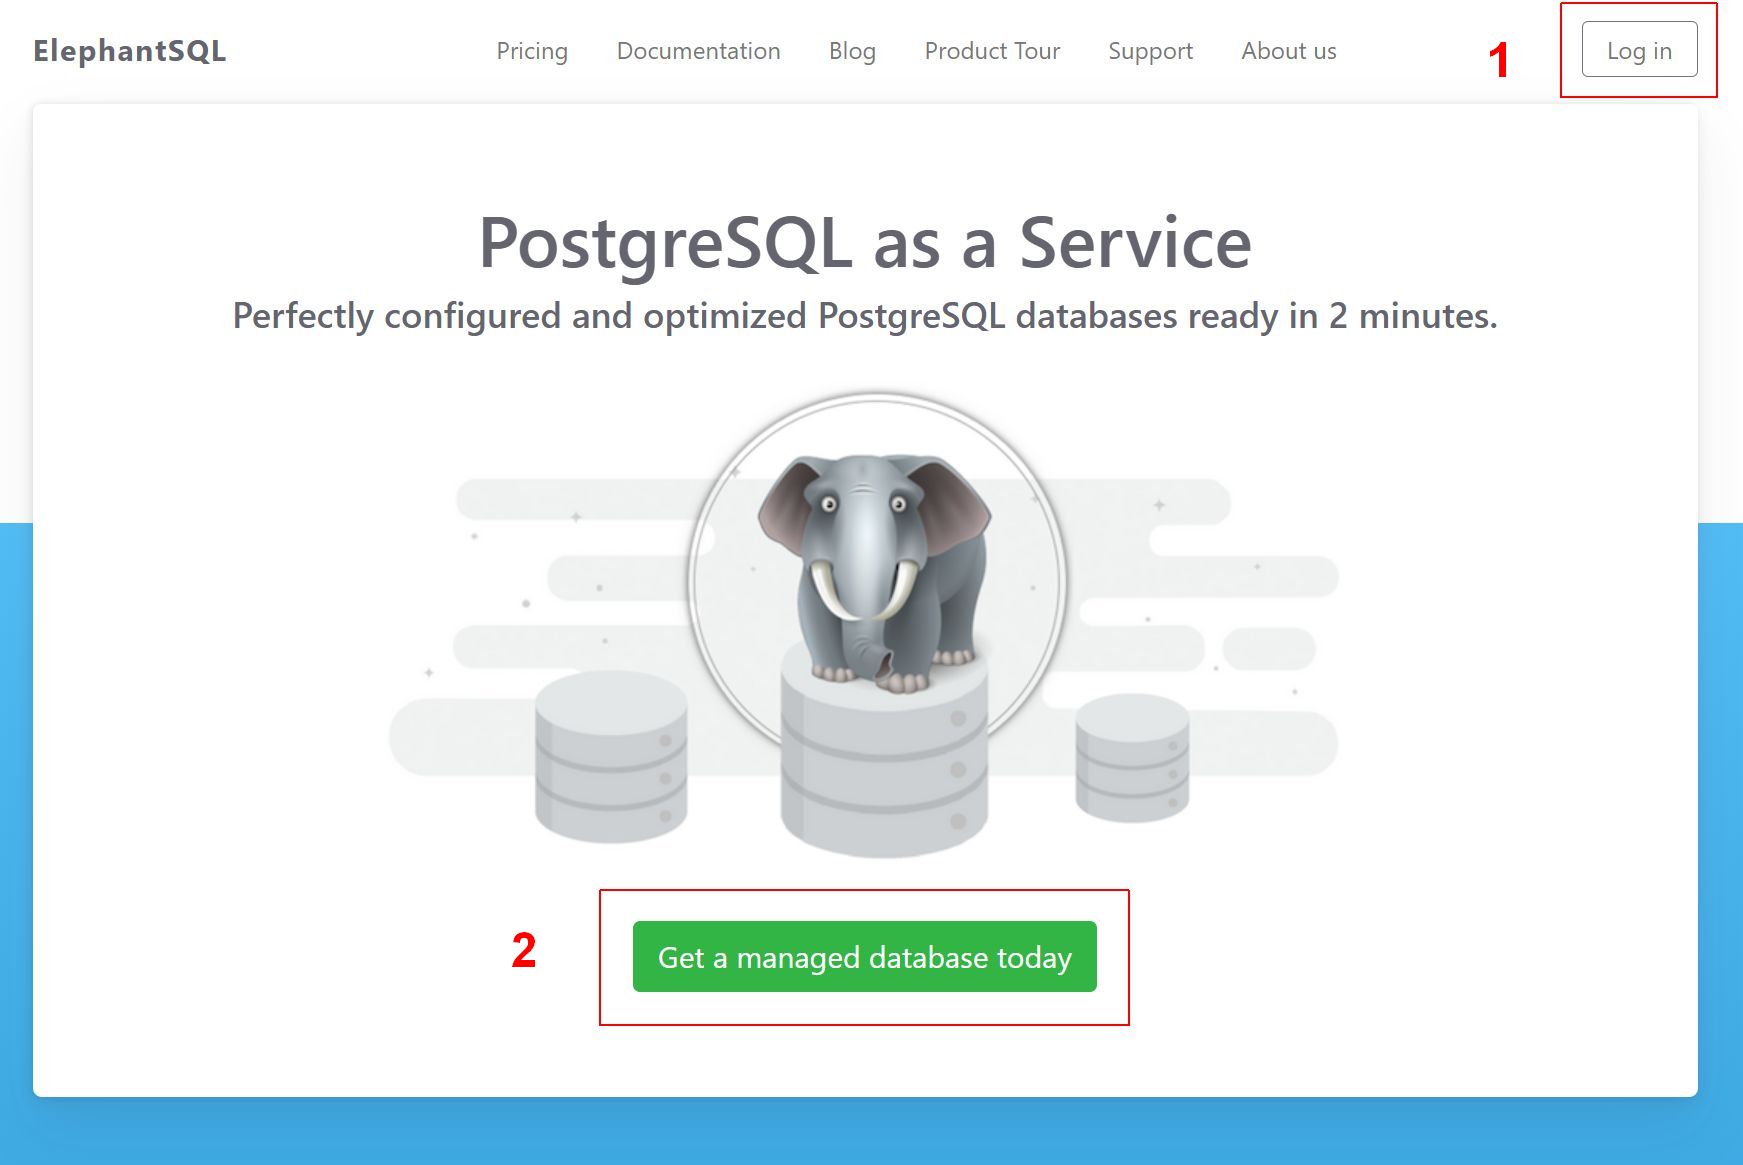 ElephantSQL Pricing Documentation Blog Product Tour Support About us 1 Log in
PostgreSQL as a Service
Perfectly configured and optimized PostgreSQL databases ready in 2 minutes.
2 Get a managed database today